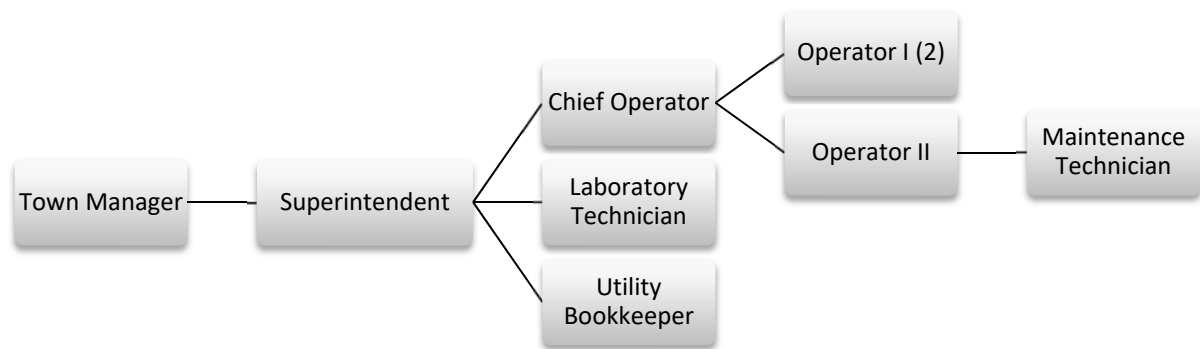 Town Manager
Superintendent
Chief Operator
Laboratory
Technician
Utility
Bookkeeper
Operator I (2)
Operator II
Maintenance
Technician